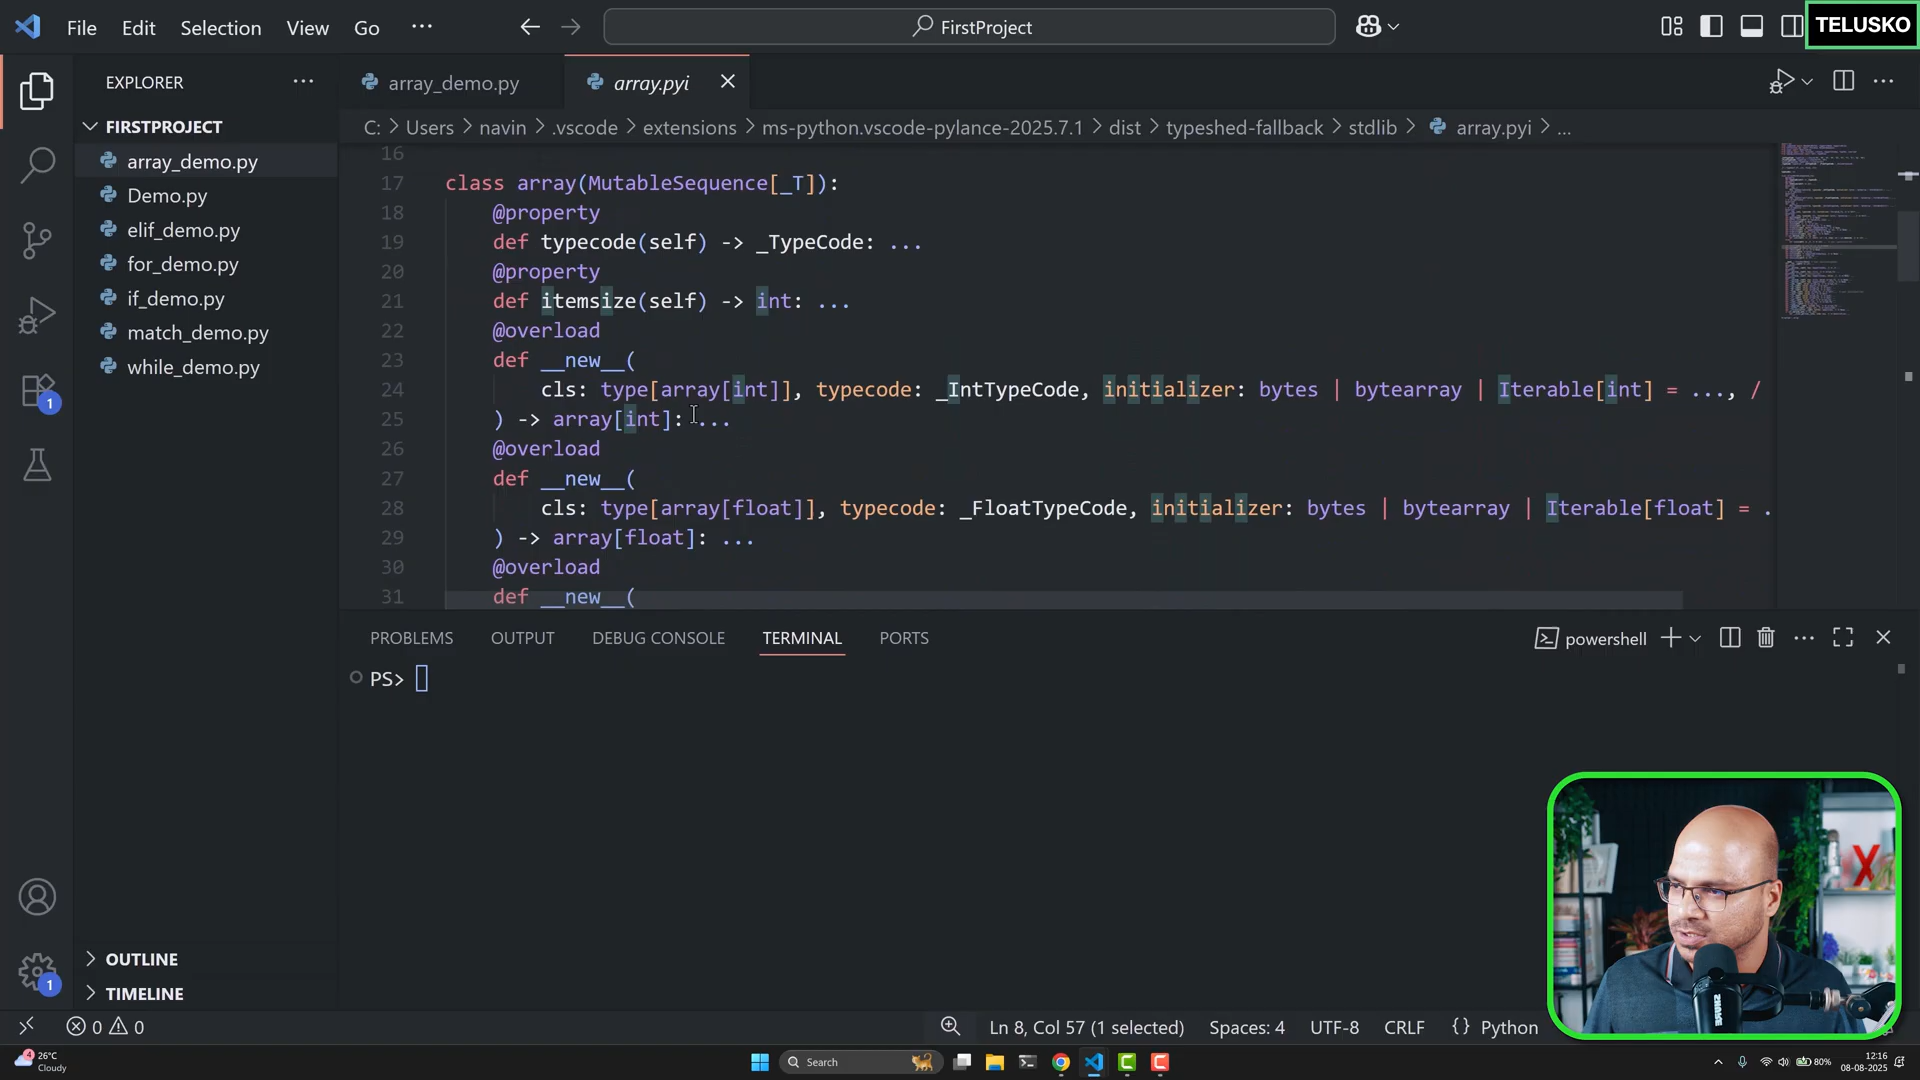 File Edit Selection View Go ··· FirstProject TELUSKO
EXPLORER ···
FIRSTPROJECT
array_demo.py
Demo.py
elif_demo.py
for_demo.py
if_demo.py
match_demo.py
while_demo.py
OUTLINE
TIMELINE
1
1
array_demo.py array.pyi
C: > Users > navin > .vscode > extensions > ms-python.vscode-pylance-2025.7.1 > dist > typeshed-fallback > stdlib > array.pyi > ...
16
17 class array(MutableSequence[_T]):
18 @property
19 def typecode(self) -> _TypeCode: ...
20 @property
21 def itemsize(self) -> int: ...
22 @overload
23 def __new__(
24 cls: type[array[int]], typecode: _IntTypeCode, initializer: bytes | bytearray | Iterable[int] = ..., /
25 ) -> array[int]: ...
26 @overload
27 def __new__(
28 cls: type[array[float]], typecode: _FloatTypeCode, initializer: bytes | bytearray | Iterable[float] = .
29 ) -> array[float]: ...
30 @overload
31 def __new__(
PROBLEMS OUTPUT DEBUG CONSOLE TERMINAL PORTS powershell
PS>
0 0 Ln 8, Col 57 (1 selected) Spaces: 4 UTF-8 CRLF {} Python
4 26°C
Cloudy
Search
80%
12:16
08-08-2025